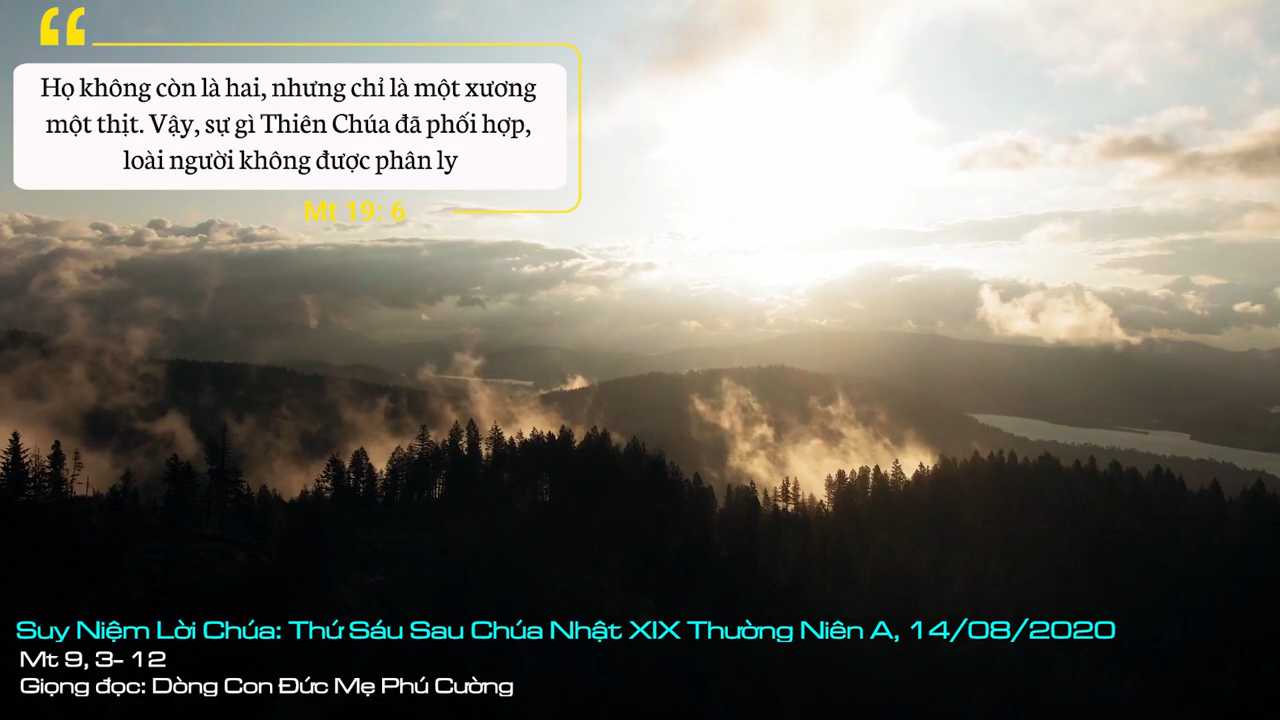 Họ không còn là hai, nhưng chỉ là một xương
một thịt. Vậy, sự gì Thiên Chúa đã phối hợp,
loài người không được phân ly
Mt 19: 6
Suy Niệm Lời Chúa: Thứ Sáu Sau Chúa Nhật XIX Thường Niên A, 14/08/2020
Mt 9, 3- 12
Giọng đọc: Dòng Con Đức Mẹ Phú Cường